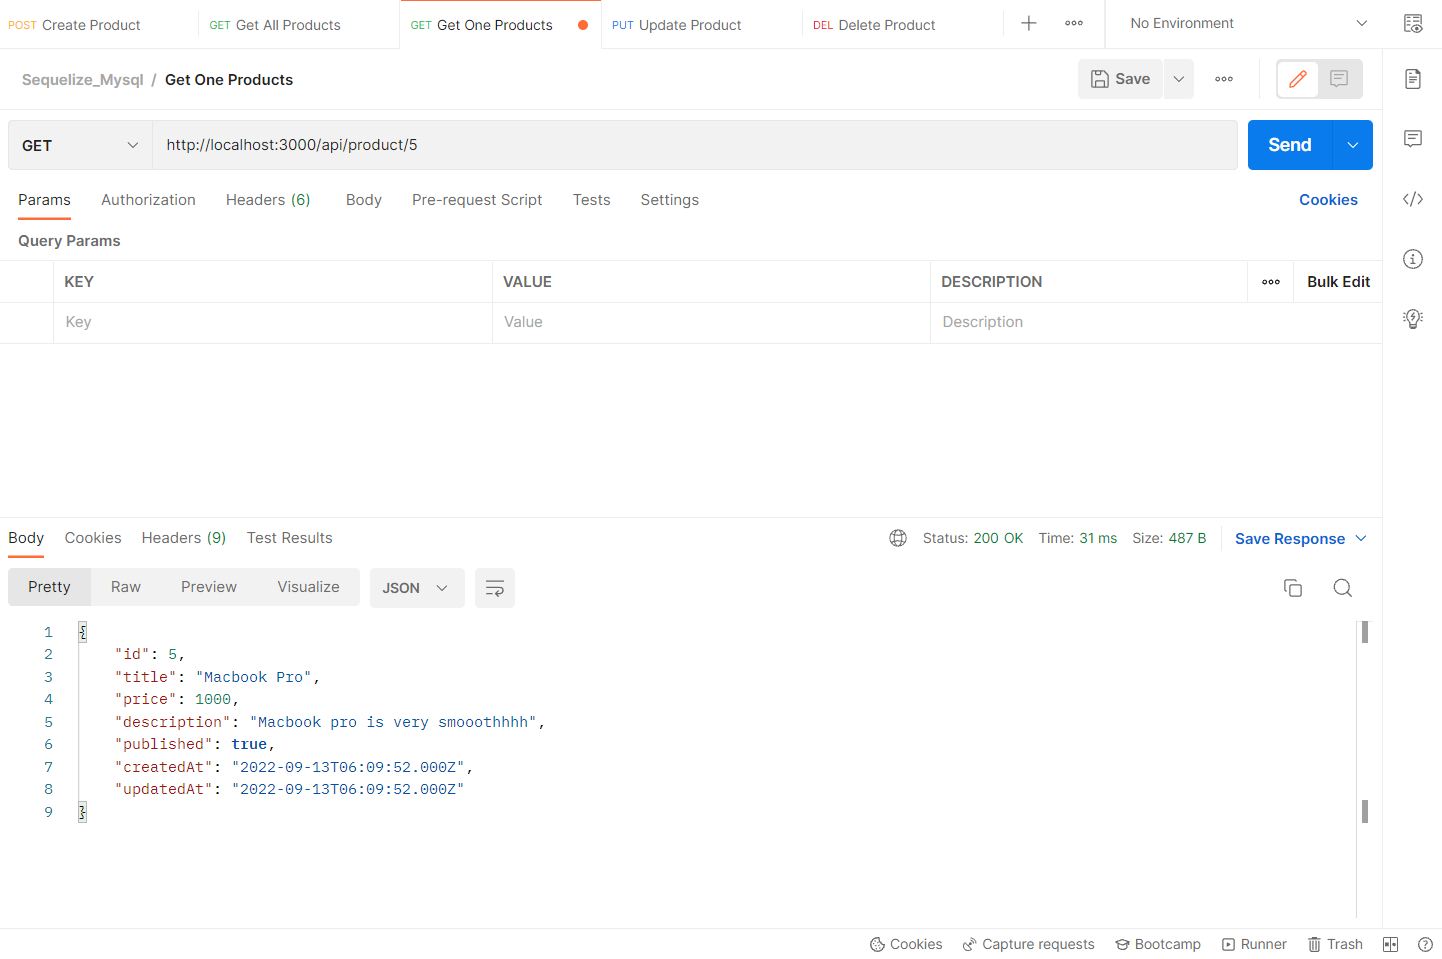 POST Create Product GET Get All Products GET Get One Products PUT Update Product DEL Delete Product No Environment
Sequelize_Mysql / Get One Products Save
GET http://localhost:3000/api/product/5 Send
Params Authorization Headers (6) Body Pre-request Script Tests Settings Cookies
Query Params
KEY VALUE DESCRIPTION Bulk Edit
Key Value Description
Body Cookies Headers (9) Test Results Status: 200 OK Time: 31 ms Size: 487 B Save Response
Pretty Raw Preview Visualize JSON
1 {
2 "id": 5,
3 "title": "Macbook Pro",
4 "price": 1000,
5 "description": "Macbook pro is very smooothhhh",
6 "published": true,
7 "createdAt": "2022-09-13T06:09:52.000Z",
8 "updatedAt": "2022-09-13T06:09:52.000Z"
9 }
Cookies Capture requests Bootcamp Runner Trash